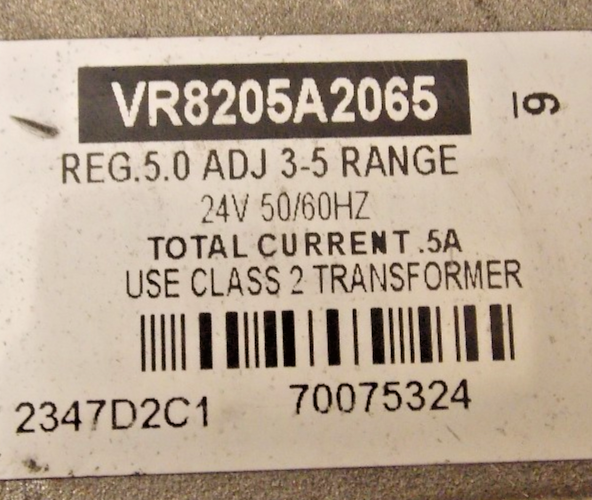 VR8205A2065
REG.5.0 ADJ 3-5 RANGE
24V 50/60HZ
TOTAL CURRENT .5A
USE CLASS 2 TRANSFORMER
2347D2C1 70075324